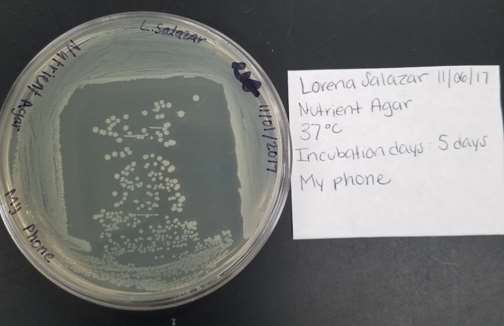 L. Salazar
Nutrient Agar
11/01/2017
My Phone
Lorena Salazar 11/06/17
Nutrient Agar
37°C
Incubation days: 5 days
My phone